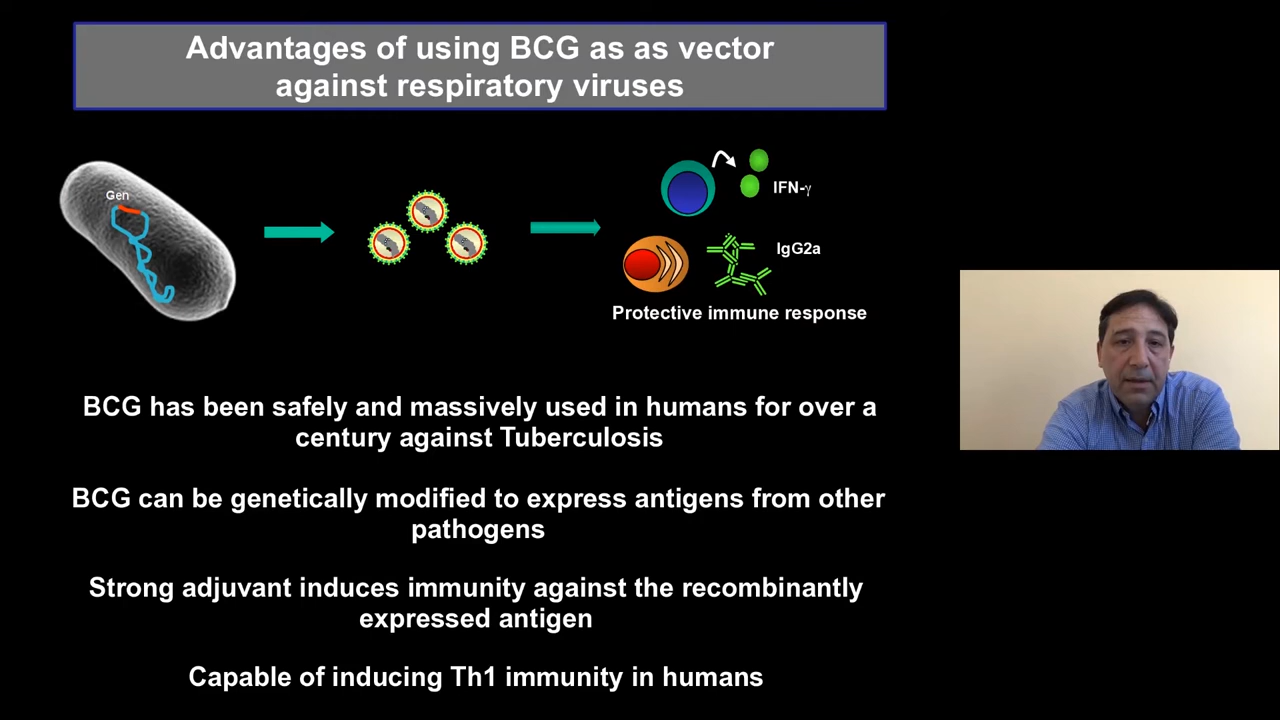 Advantages of using BCG as as vector
against respiratory viruses
Gen
IFN-γ
IgG2a
Protective immune response
BCG has been safely and massively used in humans for over a
century against Tuberculosis
BCG can be genetically modified to express antigens from other
pathogens
Strong adjuvant induces immunity against the recombinantly
expressed antigen
Capable of inducing Th1 immunity in humans